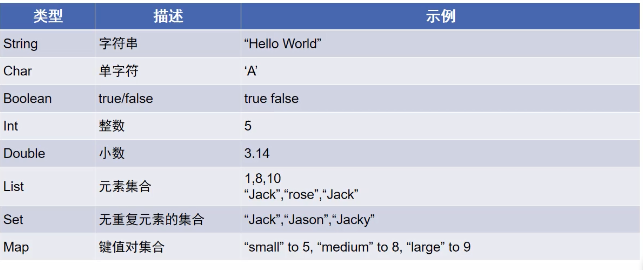 类型 描述 示例
String 字符串 “Hello World”
Char 单字符 ‘A’
Boolean true/false true false
Int 整数 5
Double 小数 3.14
List 元素集合 1,8,10
“Jack”,“rose”,“Jack”
Set 无重复元素的集合 “Jack”,“Jason”,“Jacky”
Map 键值对集合 “small” to 5, “medium” to 8, “large” to 9